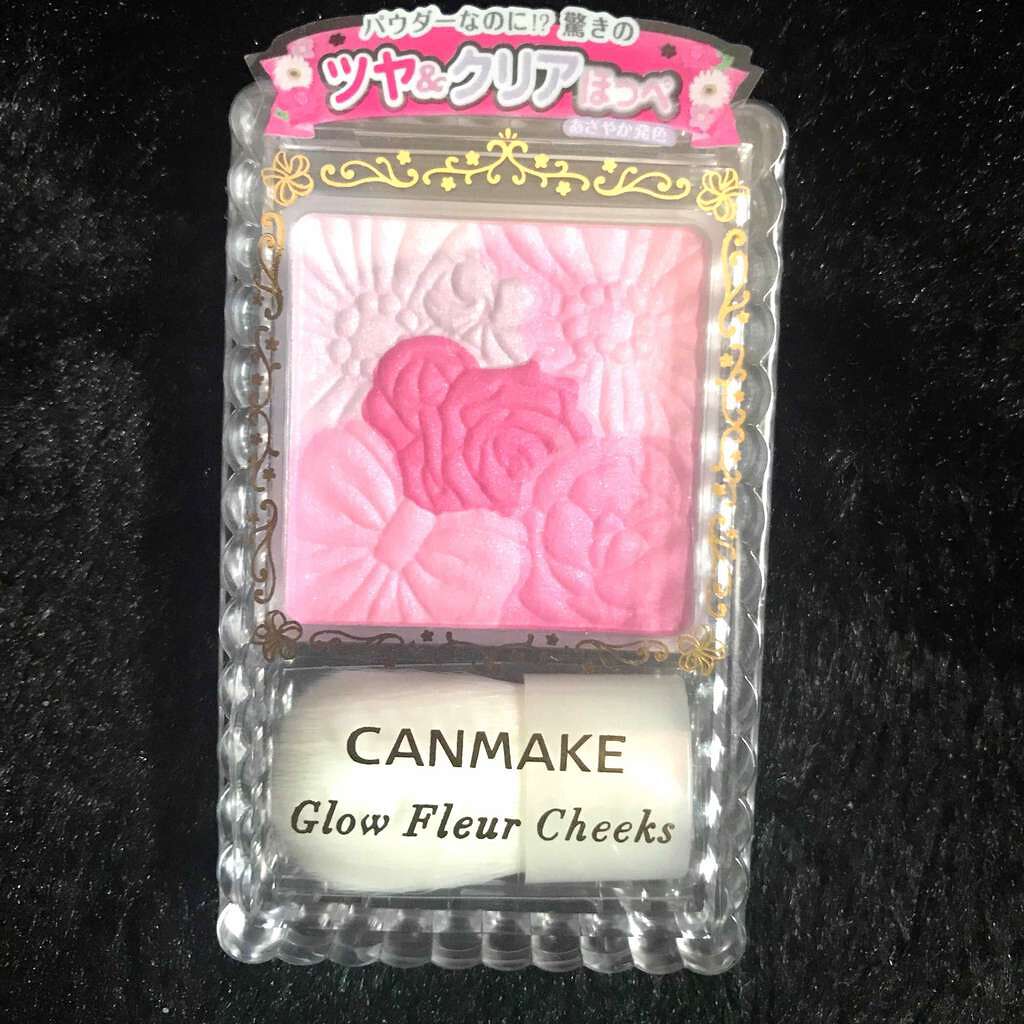 パウダーなのに!? 驚きの
ツヤ&クリアほっぺ
あざやか発色
CANMAKE
Glow Fleur Cheeks